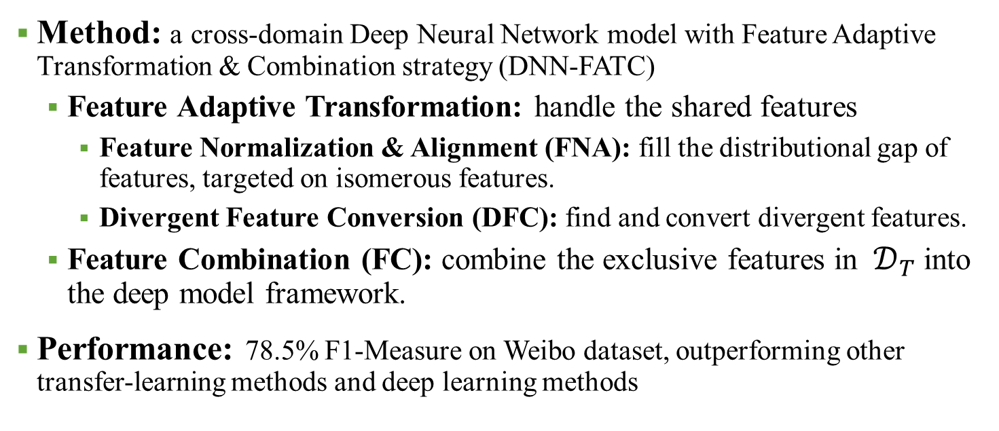 ▪ Method: a cross-domain Deep Neural Network model with Feature Adaptive
Transformation & Combination strategy (DNN-FATC)
▪ Feature Adaptive Transformation: handle the shared features
▪ Feature Normalization & Alignment (FNA): fill the distributional gap of
features, targeted on isomerous features.
▪ Divergent Feature Conversion (DFC): find and convert divergent features.
▪ Feature Combination (FC): combine the exclusive features in 𝒟_T into
the deep model framework.
▪ Performance: 78.5% F1-Measure on Weibo dataset, outperforming other
transfer-learning methods and deep learning methods